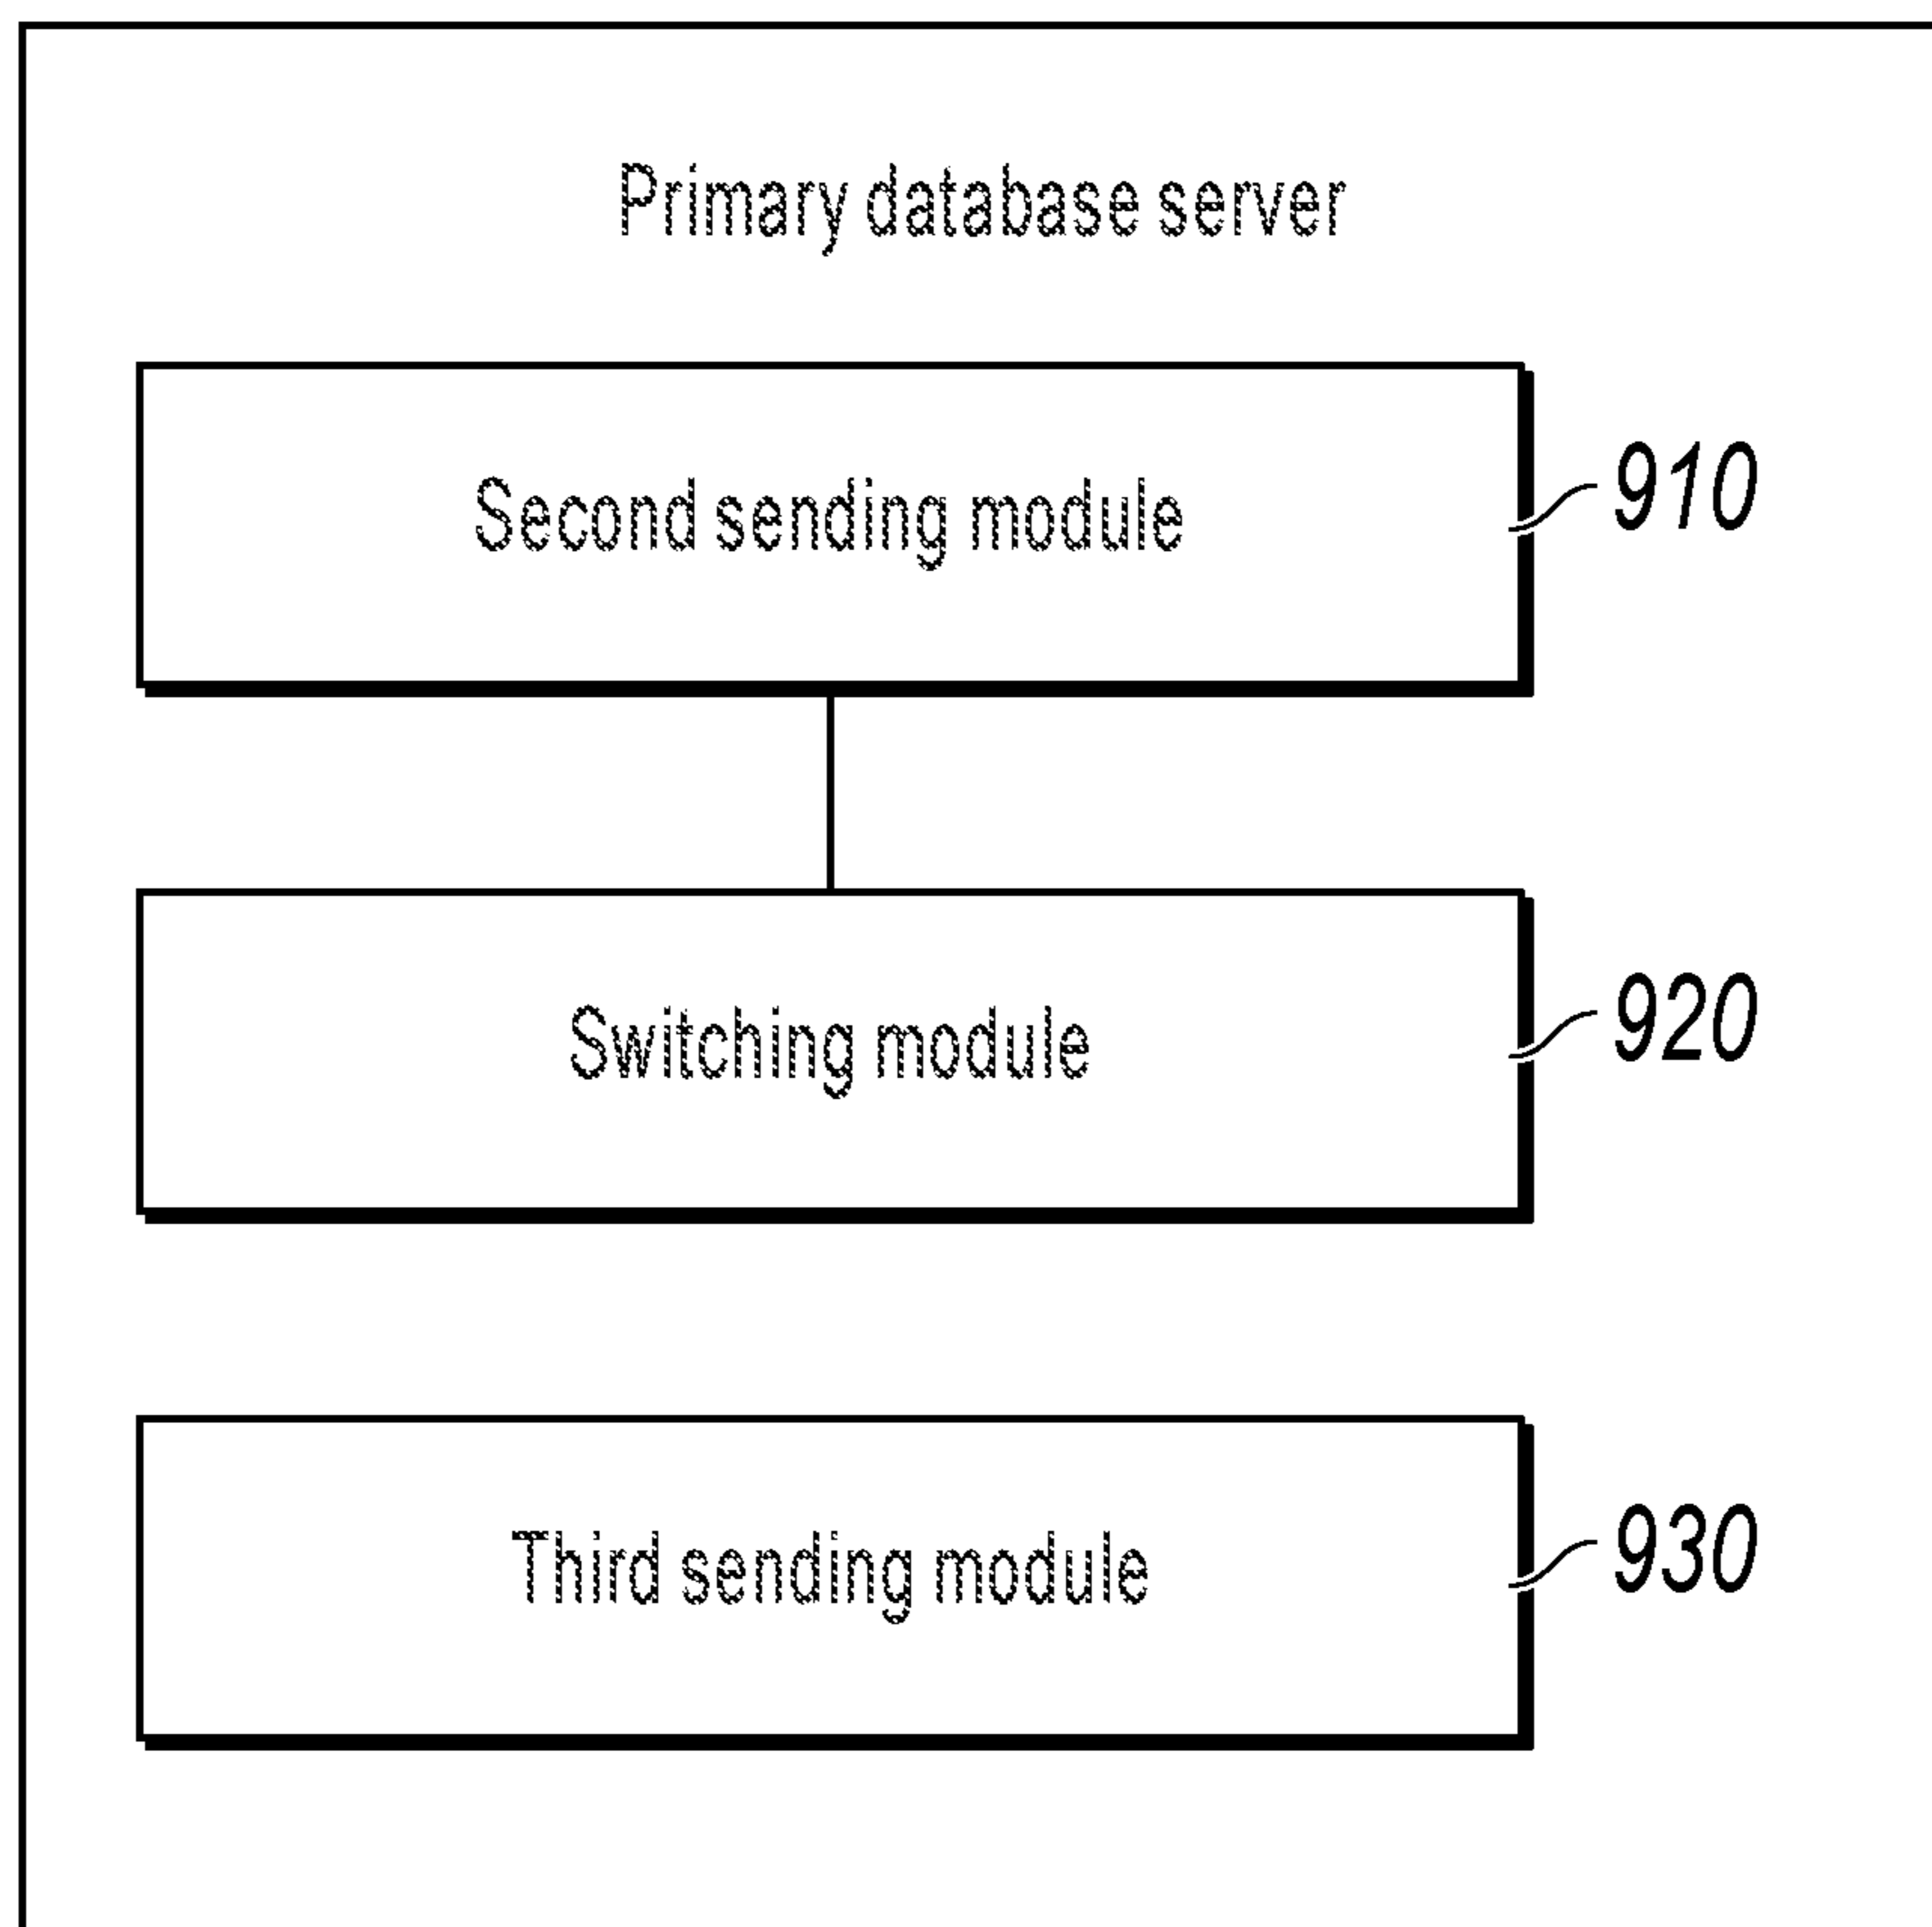 Primary database server
Second sending module
910
Switching module
920
Third sending module
930